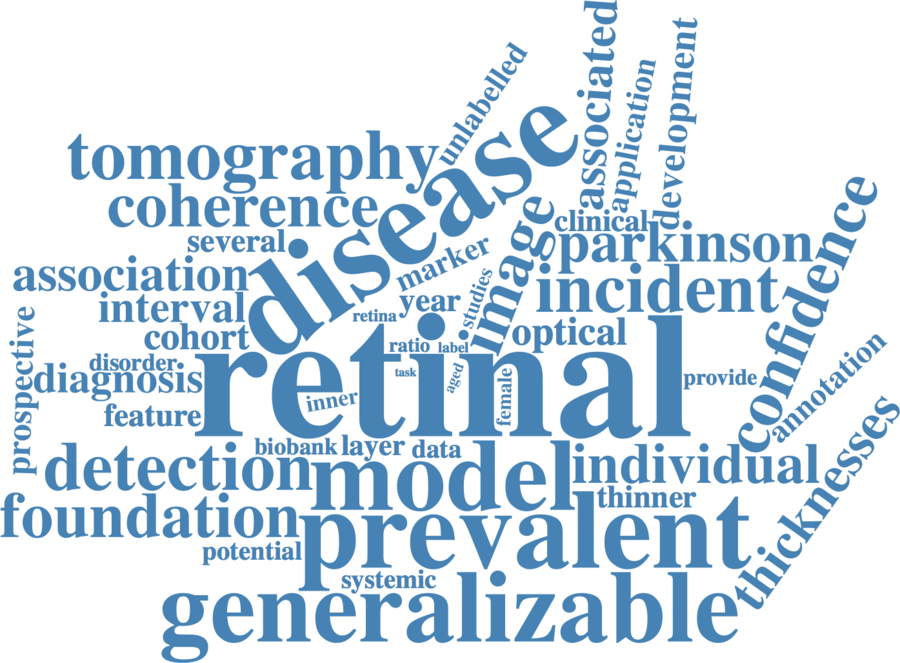 associated
unlabelled
application
development
tomography
disease
coherence
clinical
several
parkinson
image
marker
association
incident
confidence
interval
year
studies
retina
cohort
optical
ratio
label
prospective
disorder
retinal
task
aged
diagnosis
provide
female
inner
annotation
feature
biobank
layer
data
detection
model
individual
thinner
thicknesses
foundation
prevalent
potential
systemic
generalizable